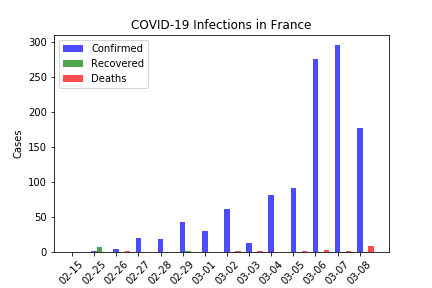 COVID-19 Infections in France
Confirmed
Recovered
Deaths
Cases
300
250
200
150
100
50
0
02-15 02-25 02-26 02-27 02-28 02-29 03-01 03-02 03-03 03-04 03-05 03-06 03-07 03-08